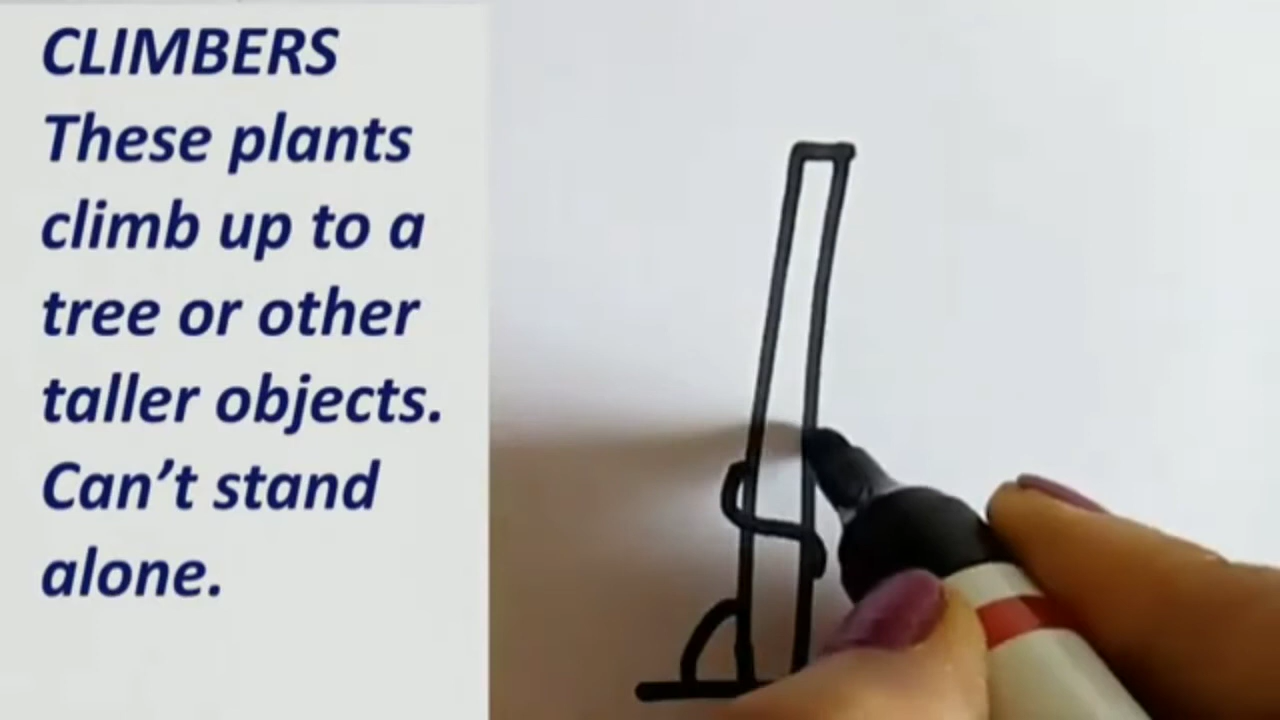 CLIMBERS
These plants
climb up to a
tree or other
taller objects.
Can’t stand
alone.